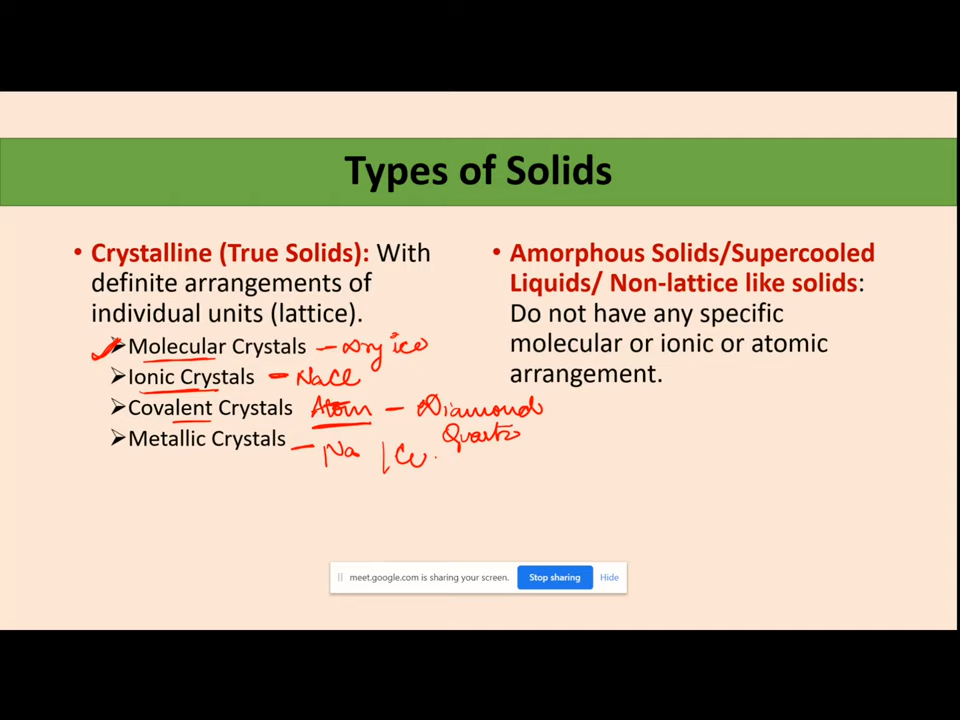 Types of Solids
• Crystalline (True Solids): With
definite arrangements of
individual units (lattice).
➢Molecular Crystals – Dry ice
➢Ionic Crystals – NaCl
➢Covalent Crystals Atom – Diamond
Quartz
➢Metallic Crystals – Na / Cu
• Amorphous Solids/Supercooled
Liquids/ Non-lattice like solids:
Do not have any specific
molecular or ionic or atomic
arrangement.
meet.google.com is sharing your screen. Stop sharing Hide